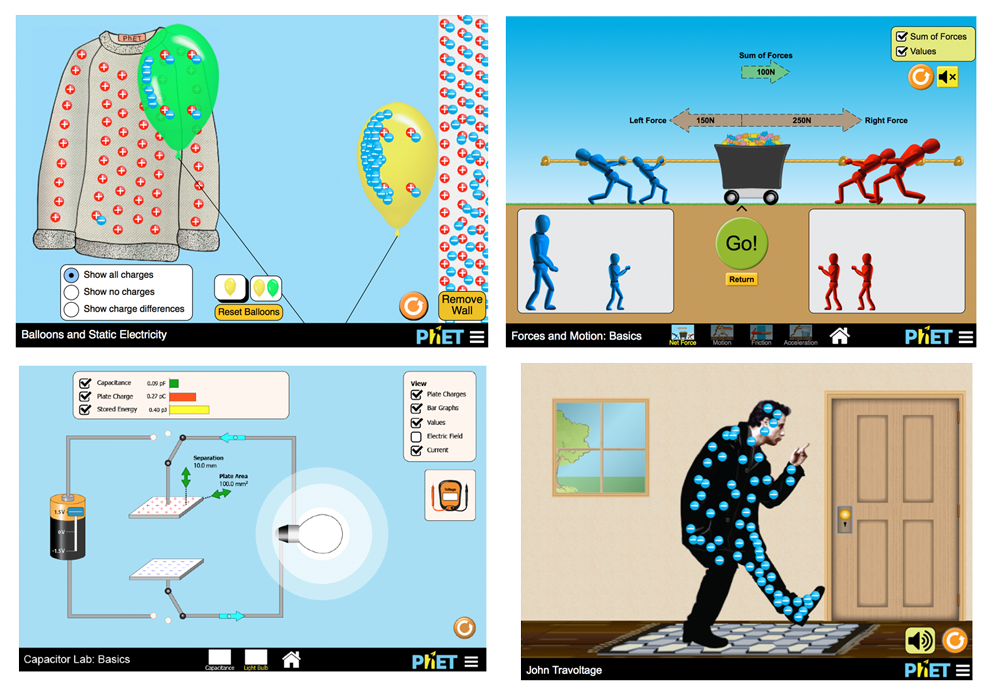 PhET
Show all charges
Show no charges
Show charge differences
Reset Balloons
Remove
Wall
Balloons and Static Electricity
PhET
Sum of Forces
Values
Sum of Forces
100N
Left Force
150N
250N
Right Force
Go!
Return
Forces and Motion: Basics
Net Force
Motion
Friction
Acceleration
PhET
Capacitance
0.09 pF
Plate Charge
0.27 pC
Stored Energy
0.40 pJ
View
Plate Charges
Bar Graphs
Values
Electric Field
Current
Separation
10.0 mm
Plate Area
100.0 mm²
1.5V
0V
-1.5V
Voltage
Capacitor Lab: Basics
Capacitance
Light Bulb
PhET
John Travoltage
PhET